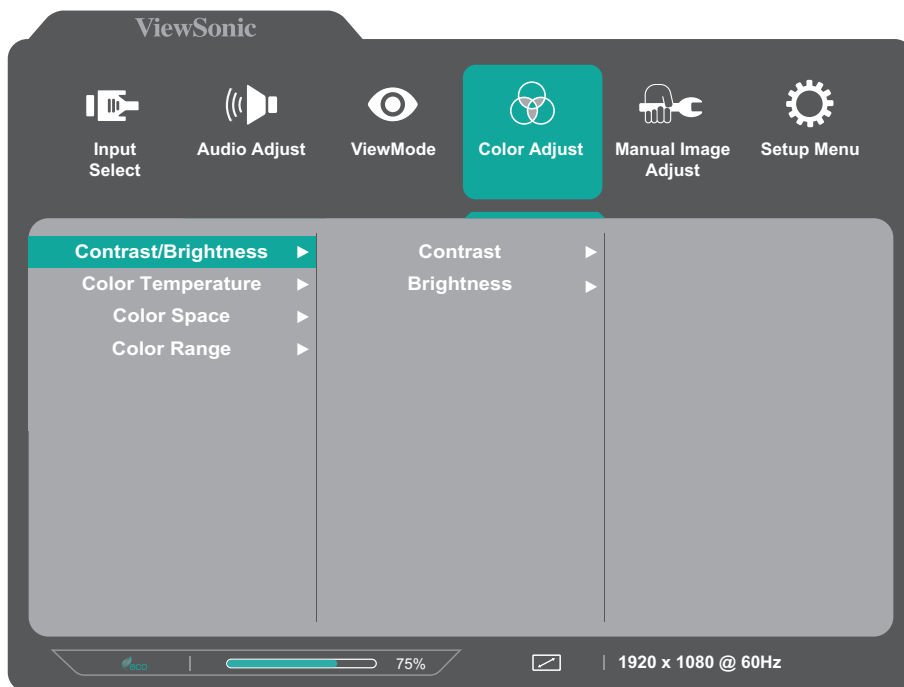 ViewSonic
Input
Select
Audio Adjust
ViewMode
Color Adjust
Manual Image
Adjust
Setup Menu
Contrast/Brightness
Color Temperature
Color Space
Color Range
Contrast
Brightness
eco
75%
1920 x 1080 @ 60Hz